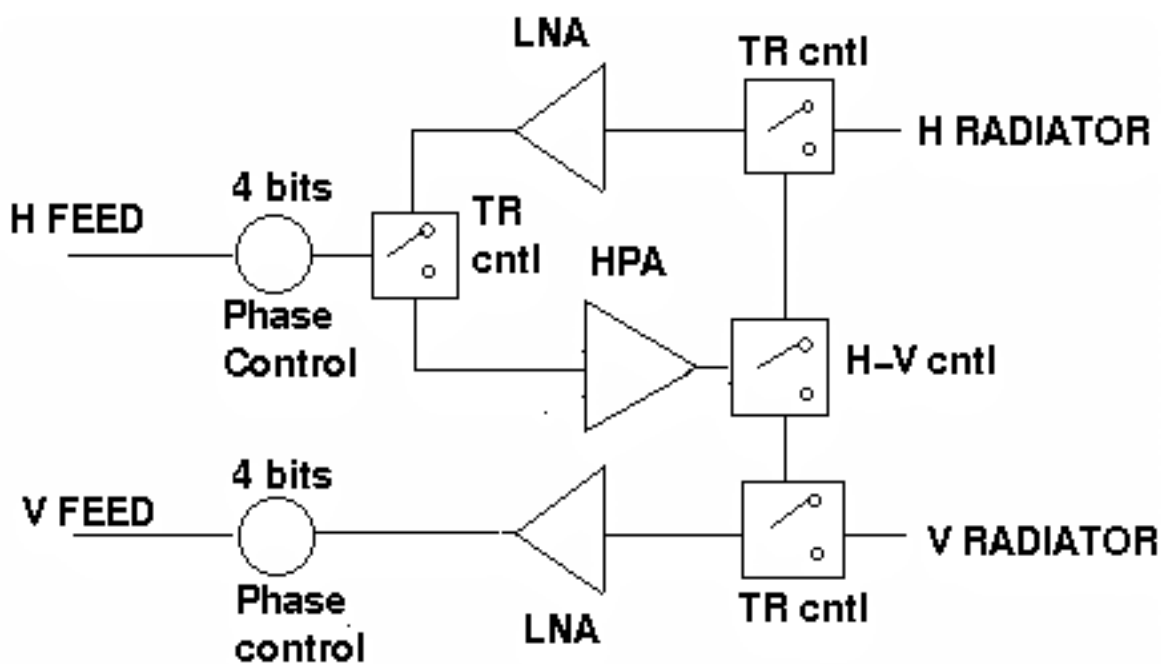 LNA
TR cntl
H RADIATOR
4 bits
H FEED
TR
cntl
HPA
Phase
Control
H–V cntl
4 bits
V FEED
V RADIATOR
Phase
control
LNA
TR cntl